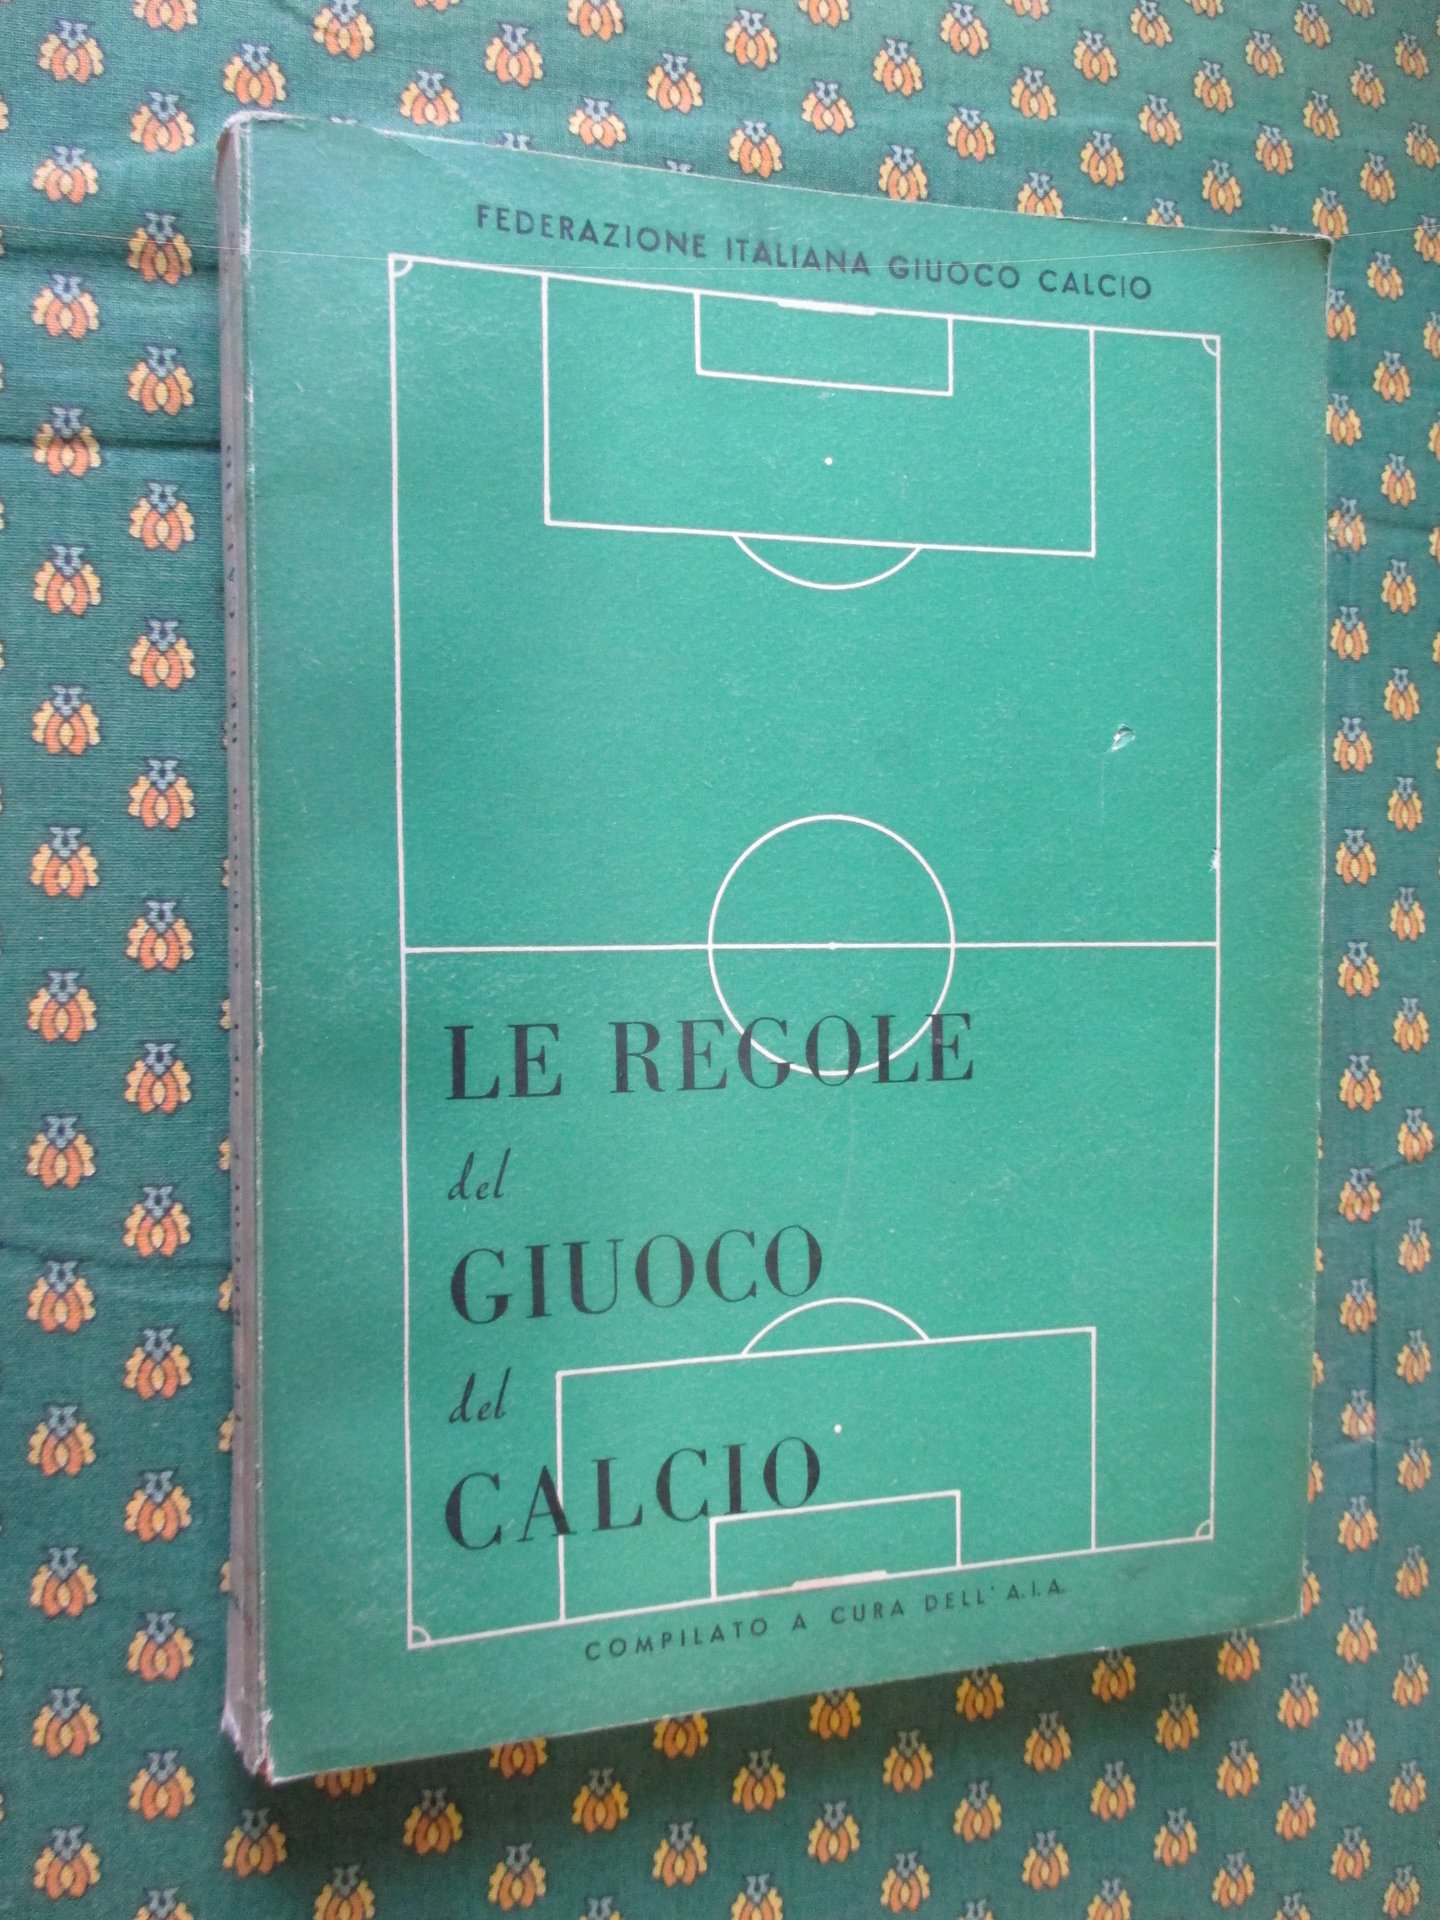 FEDERAZIONE ITALIANA GIUOCO CALCIO
LE REGOLE
del
GIUOCO
del
CALCIO
COMPILATO A CURA DELL' A.I.A.